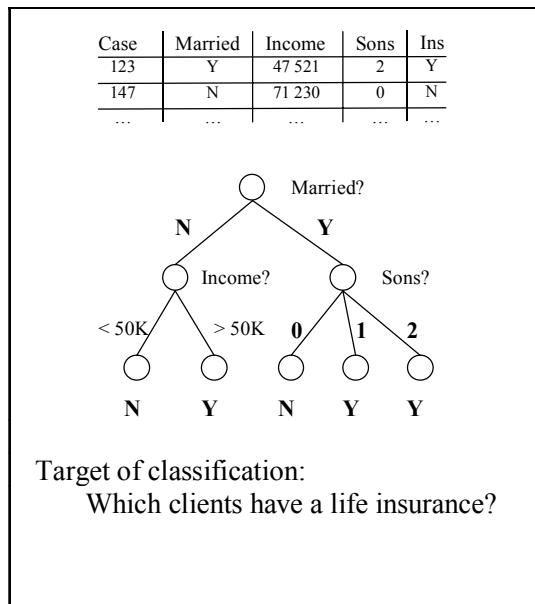 Case Married Income Sons Ins
123 Y 47 521 2 Y
147 N 71 230 0 N
... ... ... ... ...
Married?
N Y
Income? Sons?
< 50K > 50K 0 1 2
N Y N Y Y
Target of classification:
Which clients have a life insurance?